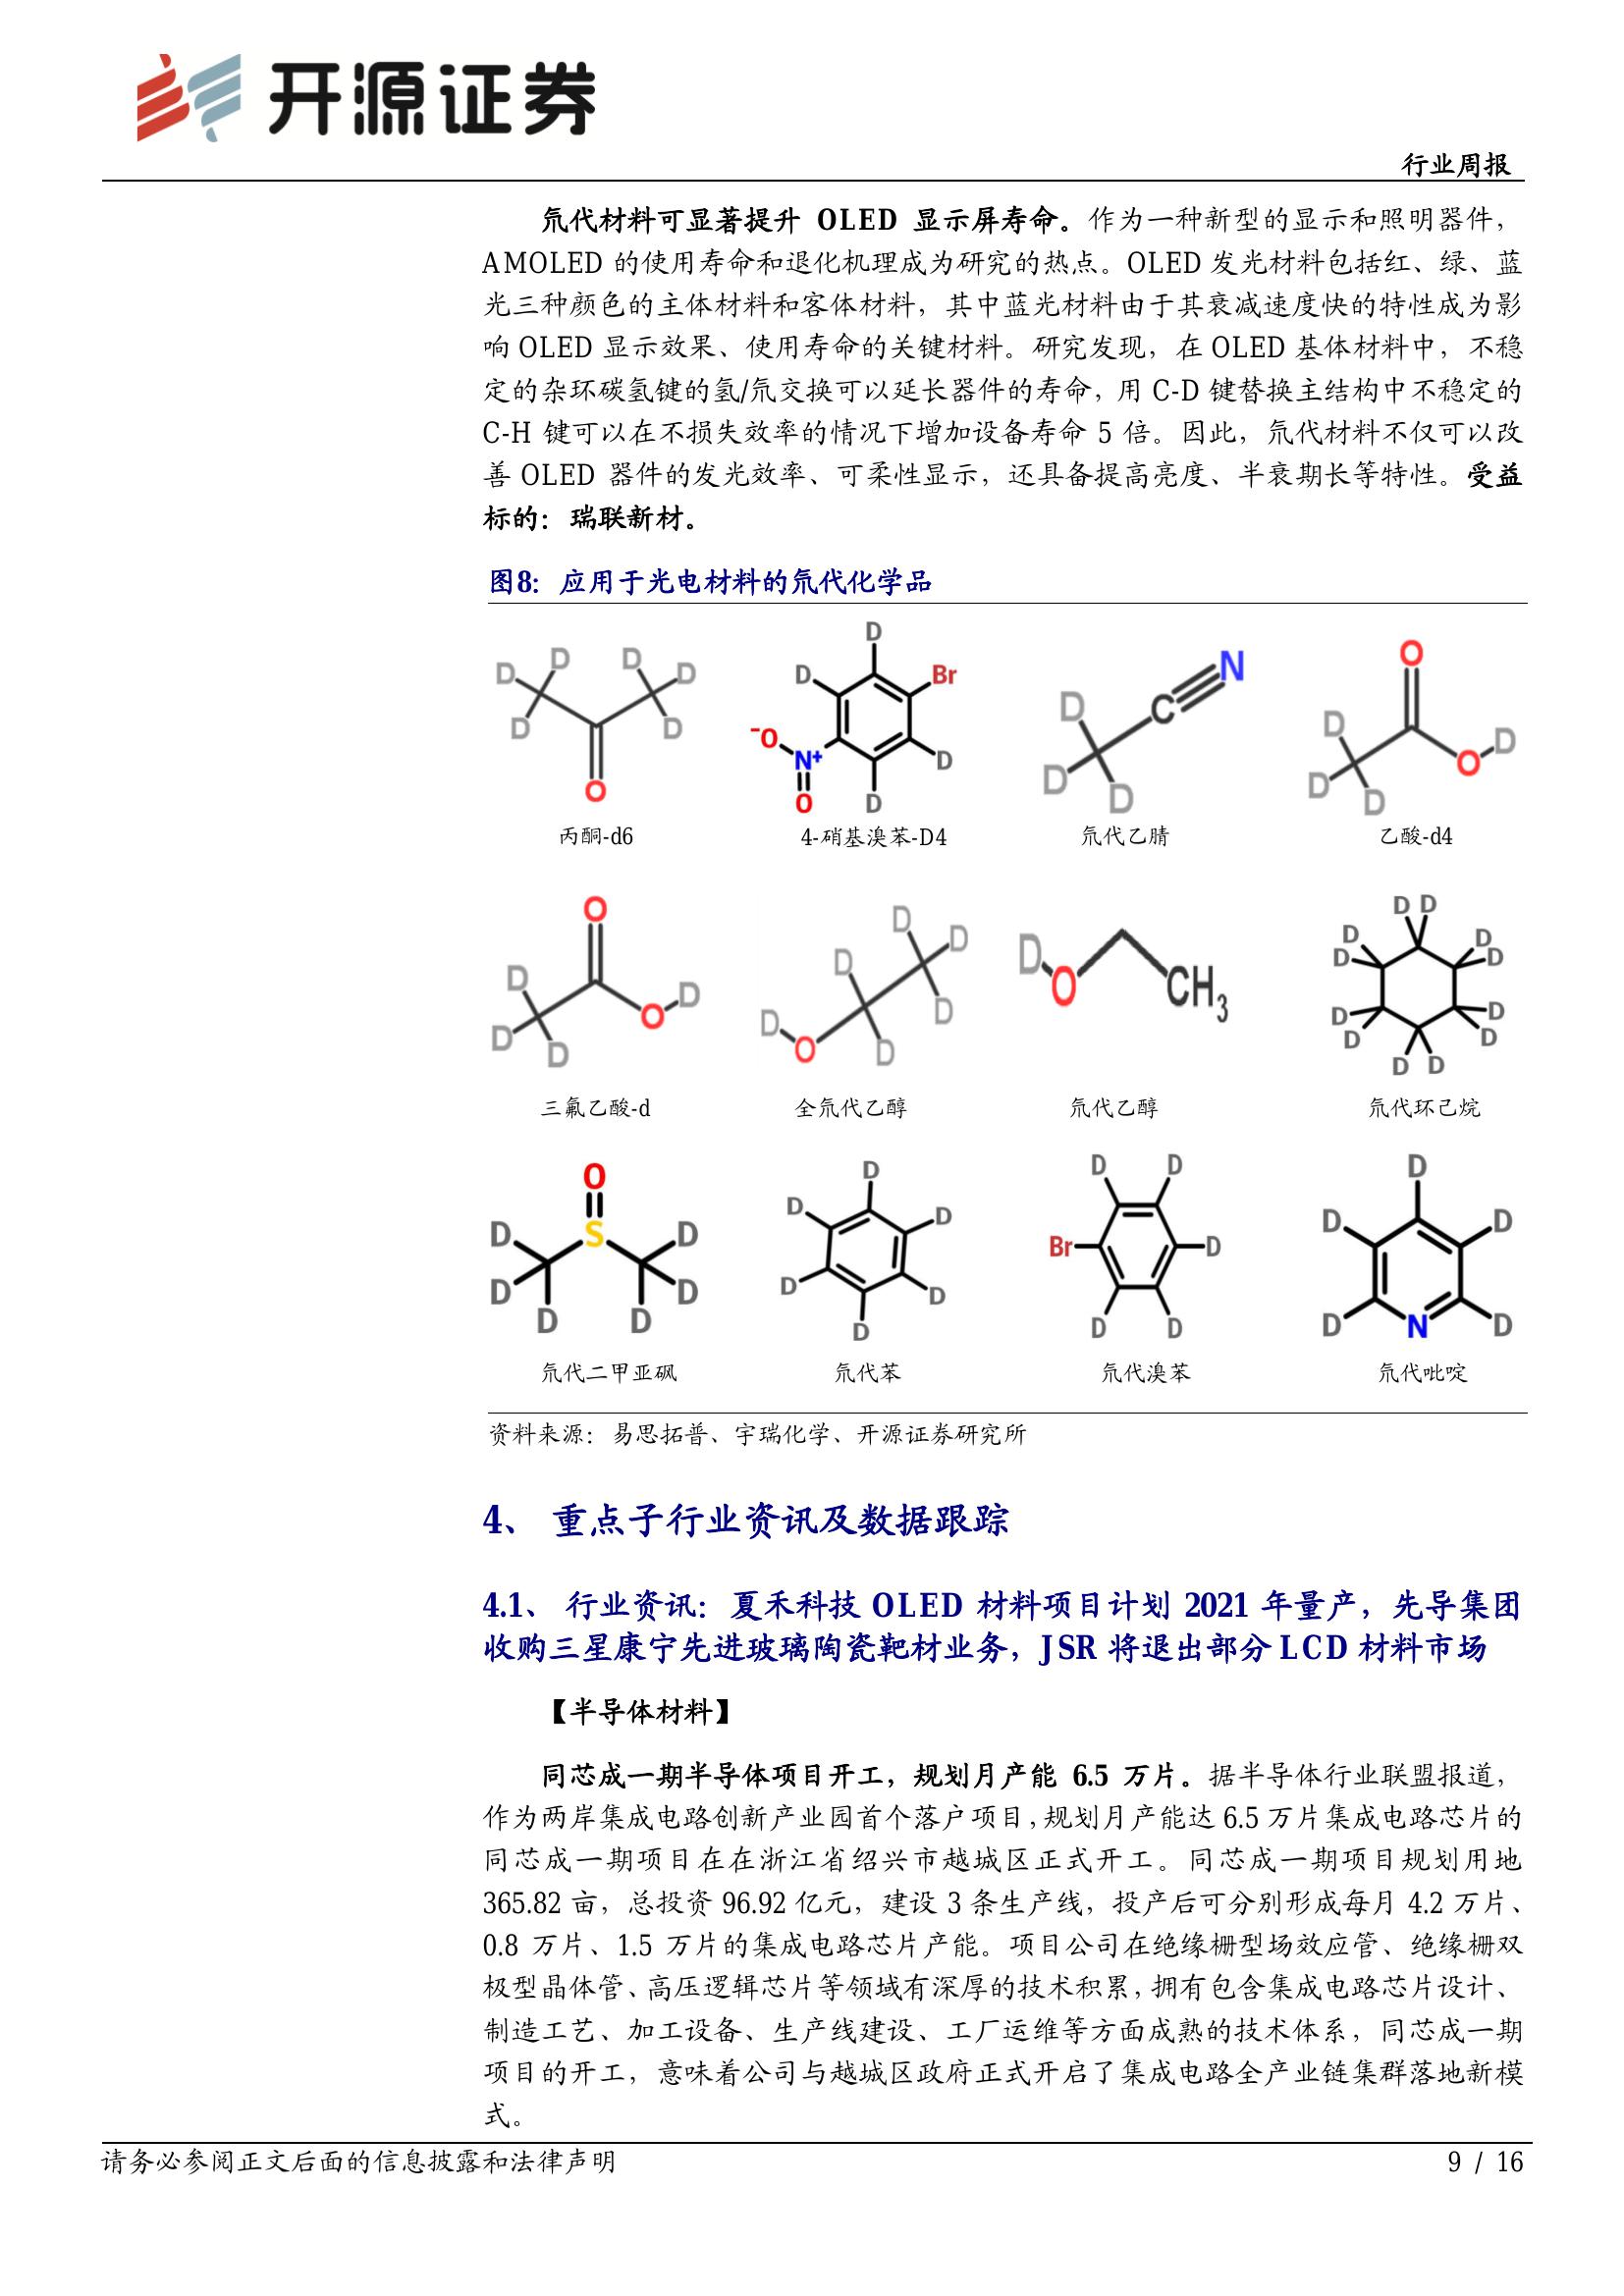 开源证券
行业周报
氘代材料可显著提升 OLED 显示屏寿命。作为一种新型的显示和照明器件，
AMOLED 的使用寿命和退化机理成为研究的热点。OLED 发光材料包括红、绿、蓝
光三种颜色的主体材料和客体材料，其中蓝光材料由于其衰减速度快的特性成为影
响 OLED 显示效果、使用寿命的关键材料。研究发现，在 OLED 基体材料中，不稳
定的杂环碳氢键的氢/氘交换可以延长器件的寿命，用 C-D 键替换主结构中不稳定的
C-H 键可以在不损失效率的情况下增加设备寿命 5 倍。因此，氘代材料不仅可以改
善 OLED 器件的发光效率、可柔性显示，还具备提高亮度、半衰期长等特性。受益
标的：瑞联新材。
图8：应用于光电材料的氘代化学品
D D D D D D O
D D Br ⁻O N⁺ O D D
D D D C N
O D D D O D
丙酮-d6 4-硝基溴苯-D4 氘代乙腈 乙酸-d4
O D D D O D
D D D D D D O
D O CH3
D D D D D D D D D D D D
三氟乙酸-d 全氘代乙醇 氘代乙醇 氘代环己烷
O S D D D D D D
D D D D D D
D D Br D D D
D D D D D N
氘代二甲亚砜 氘代苯 氘代溴苯 氘代吡啶
资料来源：易思拓普、宇瑞化学、开源证券研究所
4、 重点子行业资讯及数据跟踪
4.1、 行业资讯：夏禾科技 OLED 材料项目计划 2021 年量产，先导集团
收购三星康宁先进玻璃陶瓷靶材业务，JSR 将退出部分 LCD 材料市场
【半导体材料】
同芯成一期半导体项目开工，规划月产能 6.5 万片。据半导体行业联盟报道，
作为两岸集成电路创新产业园首个落户项目，规划月产能达 6.5 万片集成电路芯片的
同芯成一期项目在在浙江省绍兴市越城区正式开工。同芯成一期项目规划用地
365.82 亩，总投资 96.92 亿元，建设 3 条生产线，投产后可分别形成每月 4.2 万片、
0.8 万片、1.5 万片的集成电路芯片产能。项目公司在绝缘栅型场效应管、绝缘栅双
极型晶体管、高压逻辑芯片等领域有深厚的技术积累，拥有包含集成电路芯片设计、
制造工艺、加工设备、生产线建设、工厂运维等方面成熟的技术体系，同芯成一期
项目的开工，意味着公司与越城区政府正式开启了集成电路全产业链集群落地新模
式。
请务必参阅正文后面的信息披露和法律声明
9 / 16